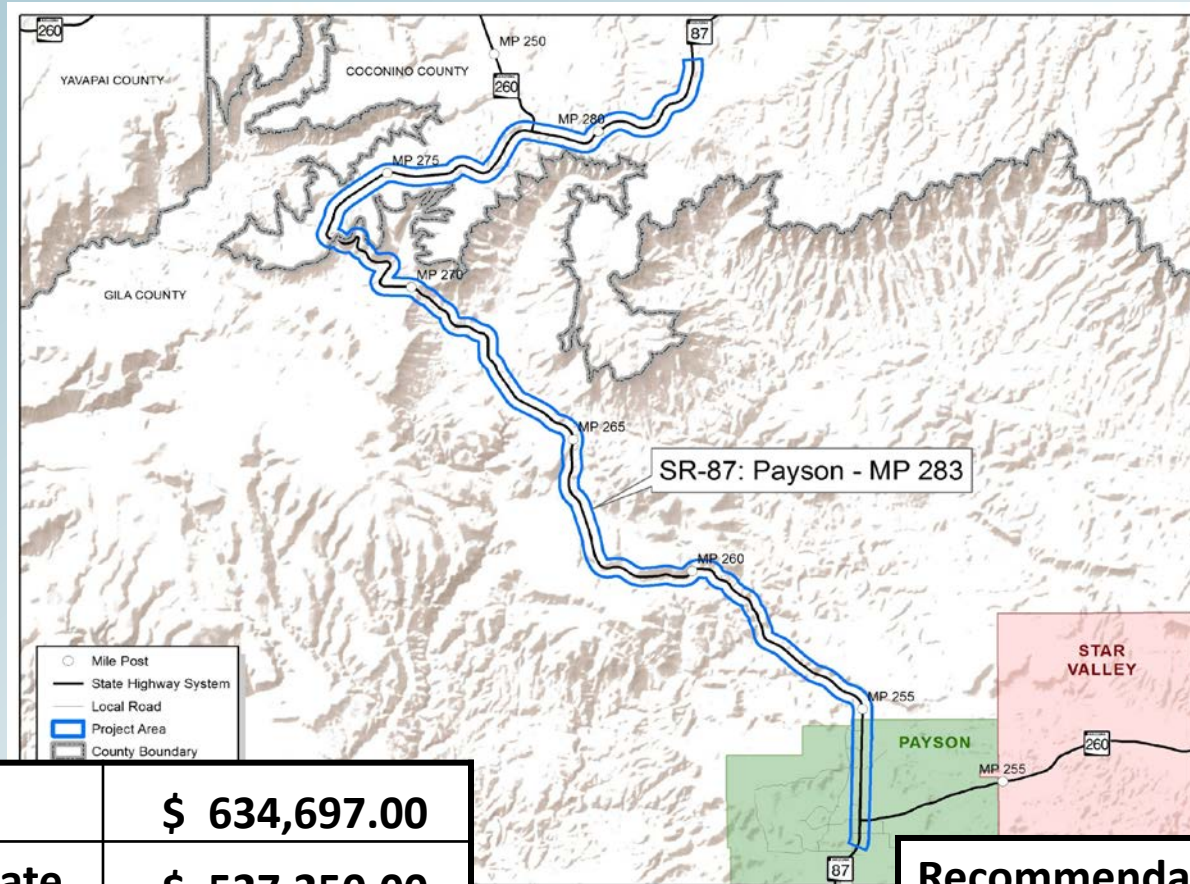 260
87
MP 250
YAVAPAI COUNTY
COCONINO COUNTY
260
MP 280
MP 275
MP 270
GILA COUNTY
MP 265
SR-87: Payson - MP 283
MP 260
STAR
VALLEY
MP 255
PAYSON
260
MP 255
87
Mile Post
State Highway System
Local Road
Project Area
County Boundary
$ 634,697.00